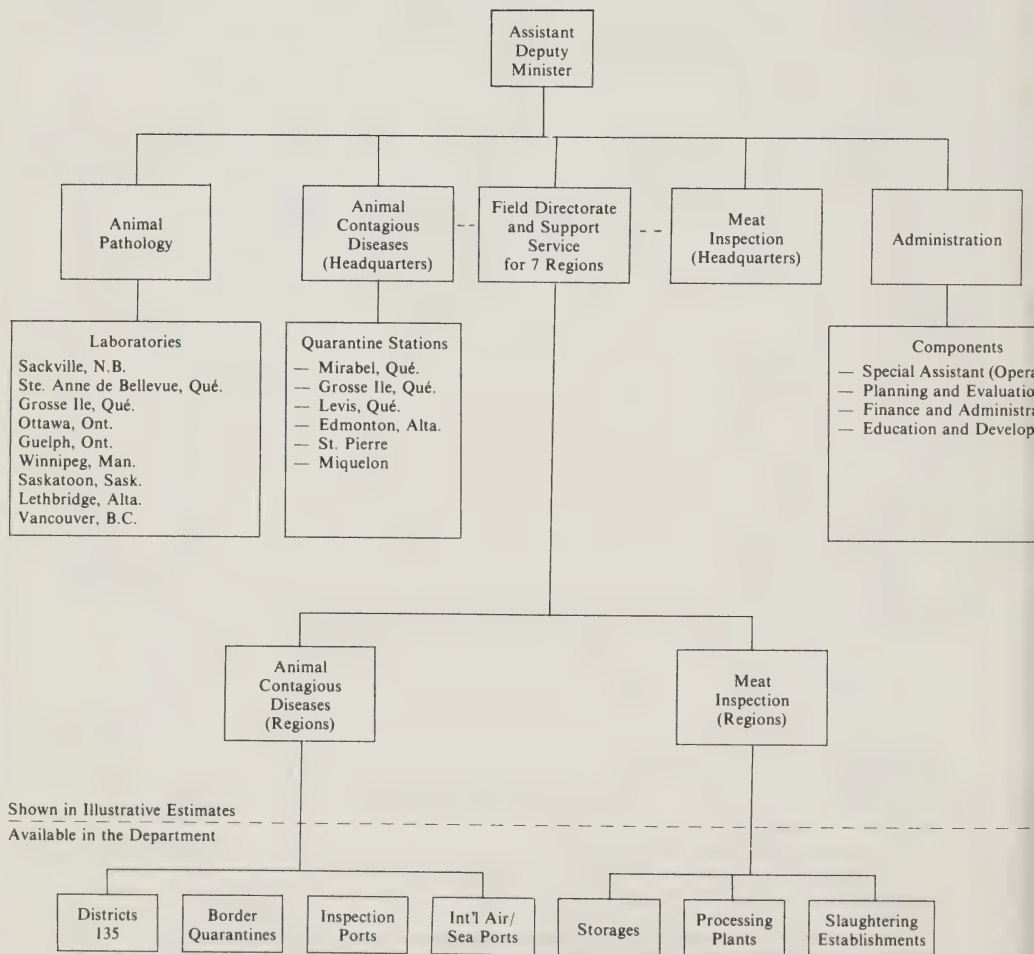 Assistant
Deputy
Minister
Animal
Pathology
Animal
Contagious
Diseases
(Headquarters)
Field Directorate
and Support
Service
for 7 Regions
Meat
Inspection
(Headquarters)
Administration
Laboratories
Sackville, N.B.
Ste. Anne de Bellevue, Qué.
Grosse Ile, Qué.
Ottawa, Ont.
Guelph, Ont.
Winnipeg, Man.
Saskatoon, Sask.
Lethbridge, Alta.
Vancouver, B.C.
Quarantine Stations
— Mirabel, Qué.
— Grosse Ile, Qué.
— Levis, Qué.
— Edmonton, Alta.
— St. Pierre
— Miquelon
Components
— Special Assistant (Opera
— Planning and Evaluatio
— Finance and Administra
— Education and Develop
Animal
Contagious
Diseases
(Regions)
Meat
Inspection
(Regions)
Shown in Illustrative Estimates
Available in the Department
Districts
135
Border
Quarantines
Inspection
Ports
Int'l Air/
Sea Ports
Storages
Processing
Plants
Slaughtering
Establishments